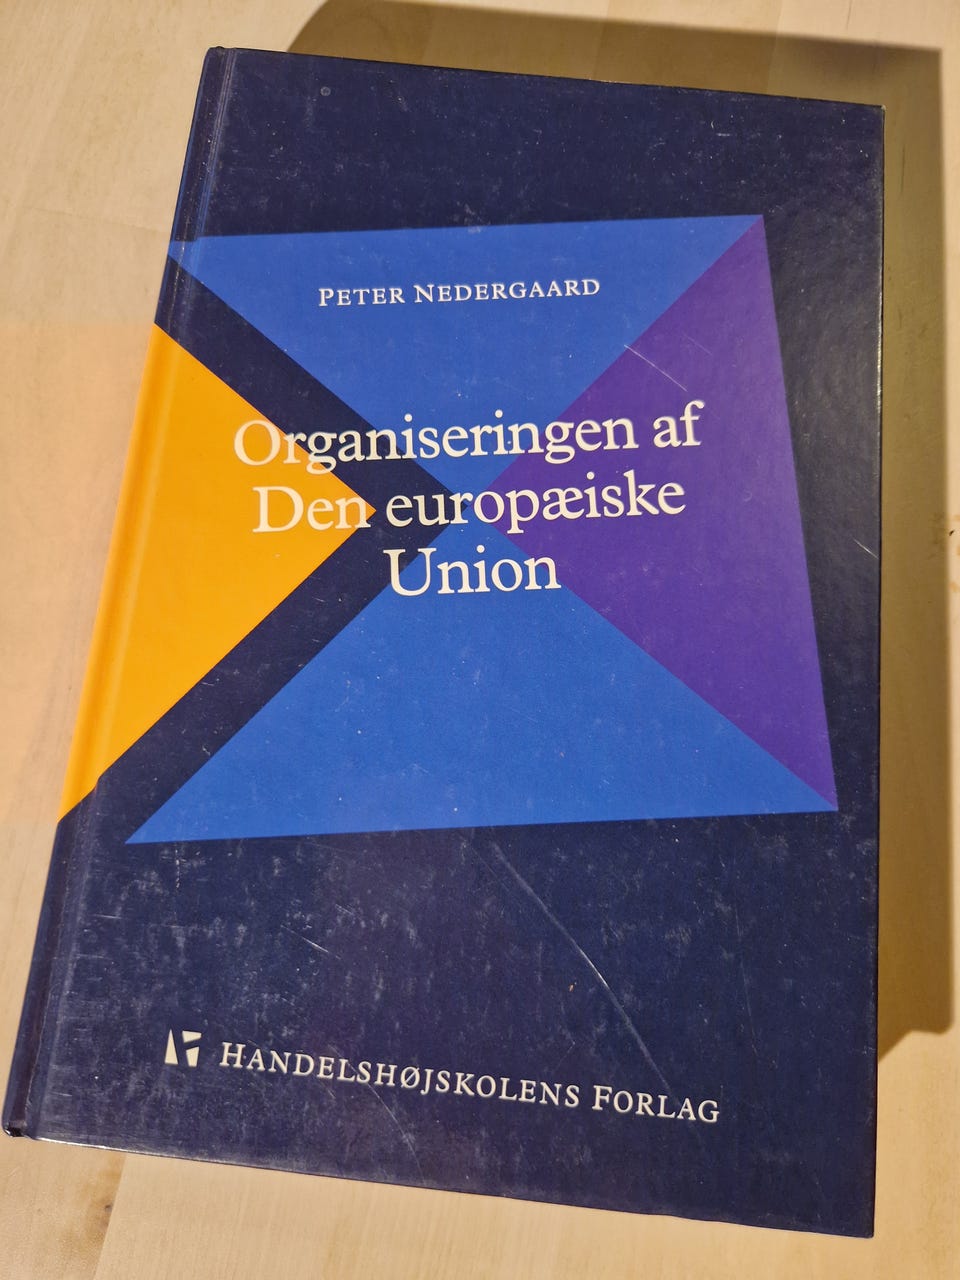 PETER NEDERGAARD
Organiseringen af
Den europæiske
Union
HANDELSHØJSKOLENS FORLAG